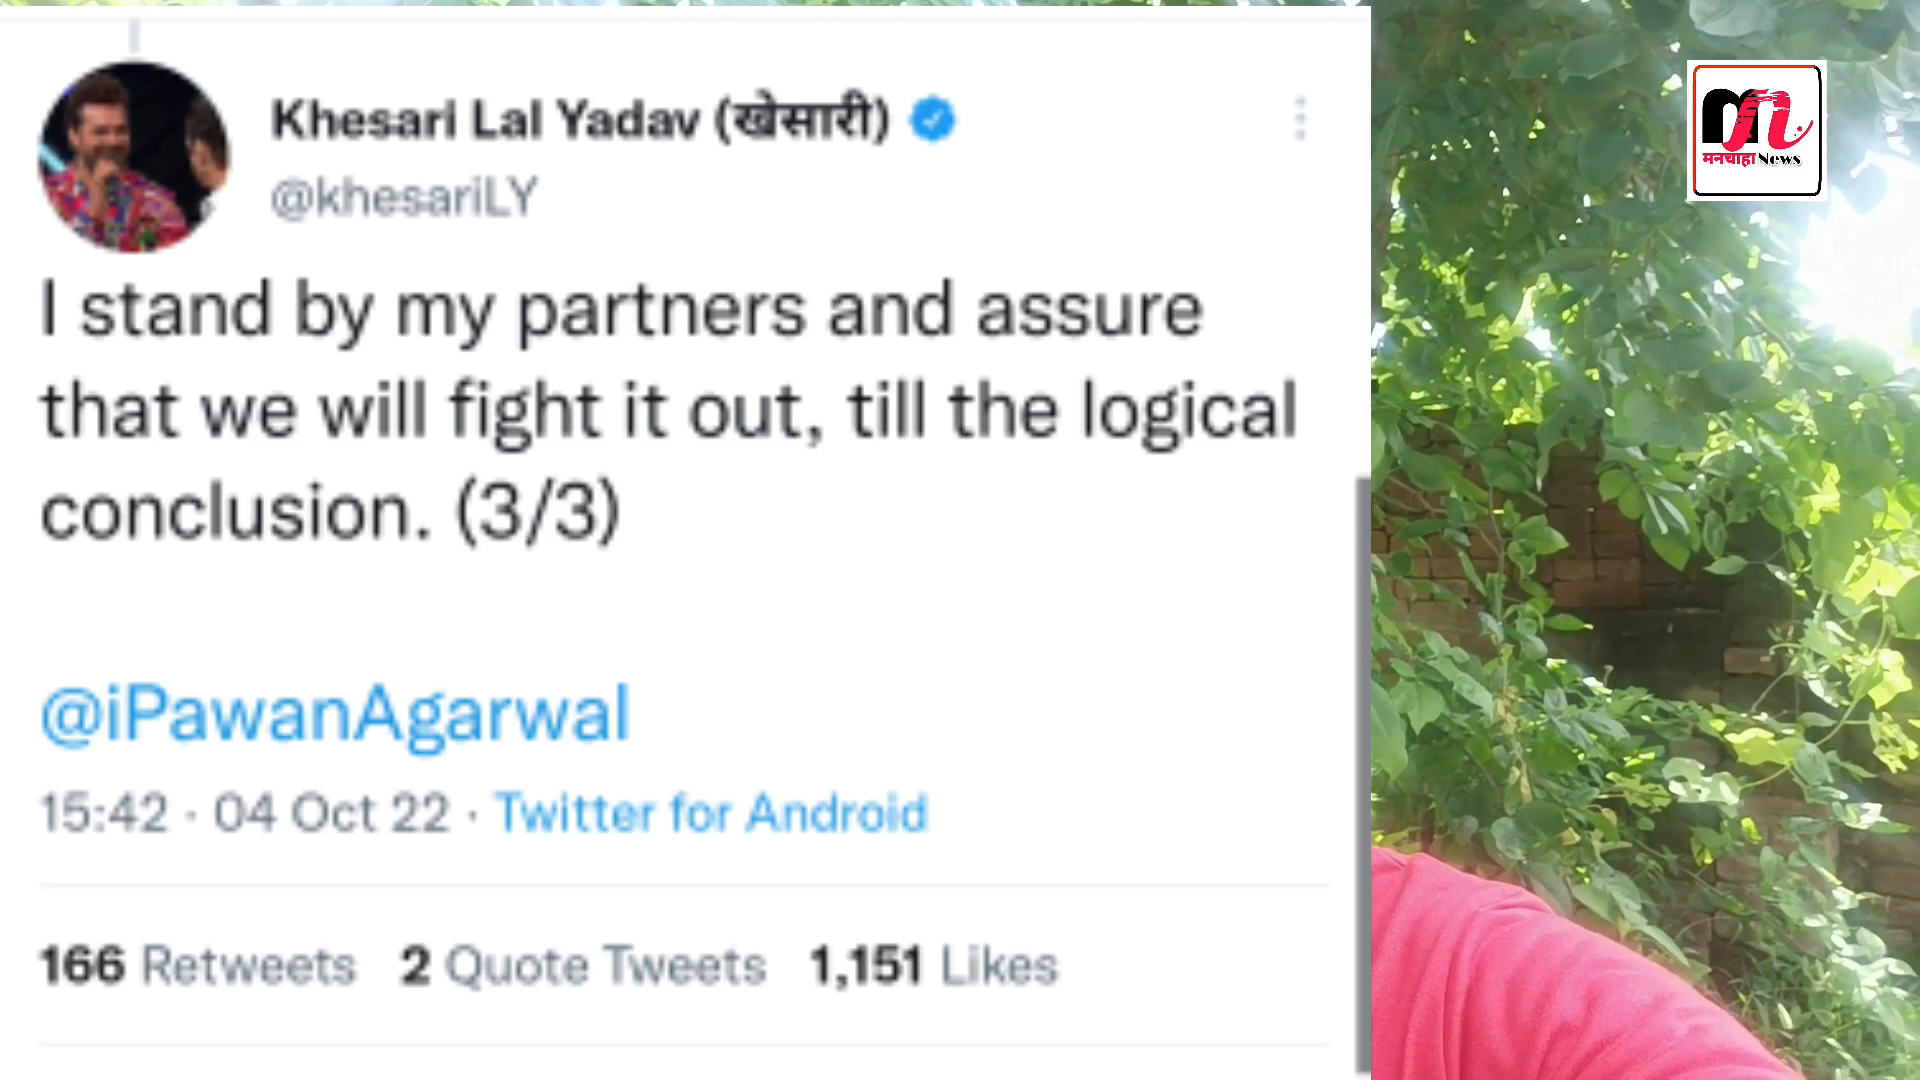 Khesari Lal Yadav (खेसारी)
@khesariLY
I stand by my partners and assure
that we will fight it out, till the logical
conclusion. (3/3)
@iPawanAgarwal
15:42 · 04 Oct 22 · Twitter for Android
166 Retweets 2 Quote Tweets 1,151 Likes
मनचाहा News